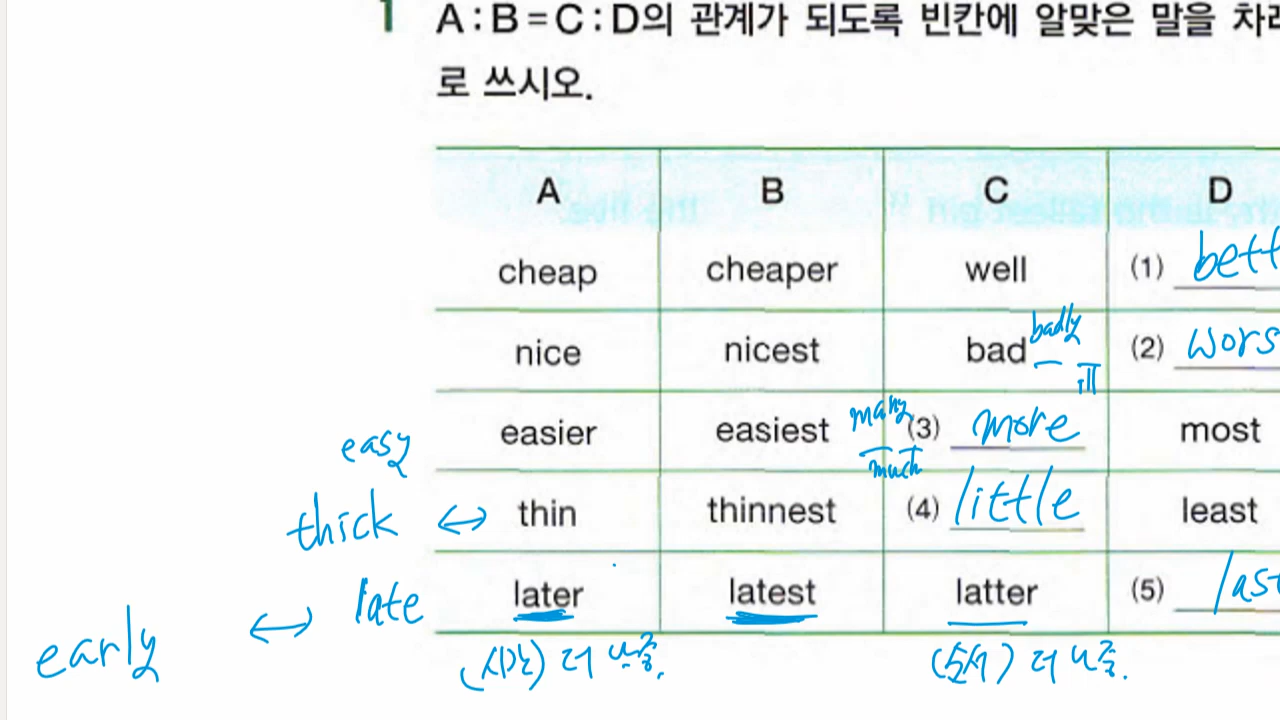 1 A:B=C:D의 관계가 되도록 빈칸에 알맞은 말을 차례
로 쓰시오.
A B C D
cheap cheaper well (1) bett
badly
nice nicest bad (2) wors
many
easier easiest (3) more most
easy much
thick ↔ thin thinnest (4) little least
early ↔ late later latest latter (5) last
(시간) 더 나중. (순서) 더 나중.